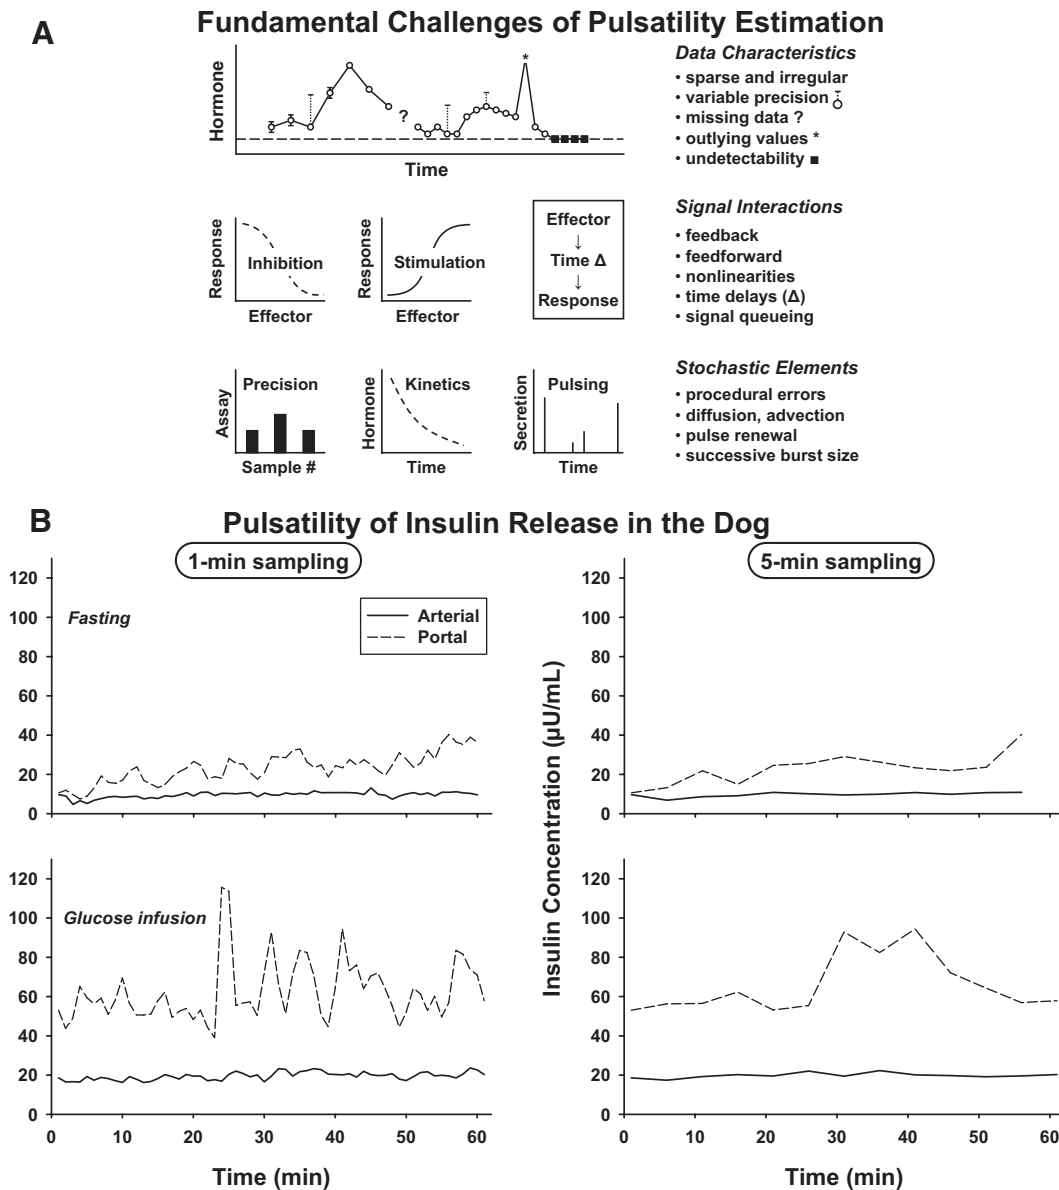 A
Fundamental Challenges of Pulsatility Estimation
Hormone
?
*
Time
Data Characteristics
• sparse and irregular
• variable precision
• missing data ?
• outlying values *
• undetectability ■
Response
Inhibition
Effector
Response
Stimulation
Effector
Effector
↓
Time Δ
↓
Response
Signal Interactions
• feedback
• feedforward
• nonlinearities
• time delays (Δ)
• signal queueing
Assay
Precision
Sample #
Hormone
Kinetics
Time
Secretion
Pulsing
Time
Stochastic Elements
• procedural errors
• diffusion, advection
• pulse renewal
• successive burst size
B
Pulsatility of Insulin Release in the Dog
1-min sampling
5-min sampling
120
100
80
60
40
20
0
Fasting
Arterial
Portal
Insulin Concentration (µU/mL)
120
100
80
60
40
20
0
120
100
80
60
40
20
0
Glucose infusion
0 10 20 30 40 50 60
Time (min)
120
100
80
60
40
20
0
0 10 20 30 40 50 60
Time (min)